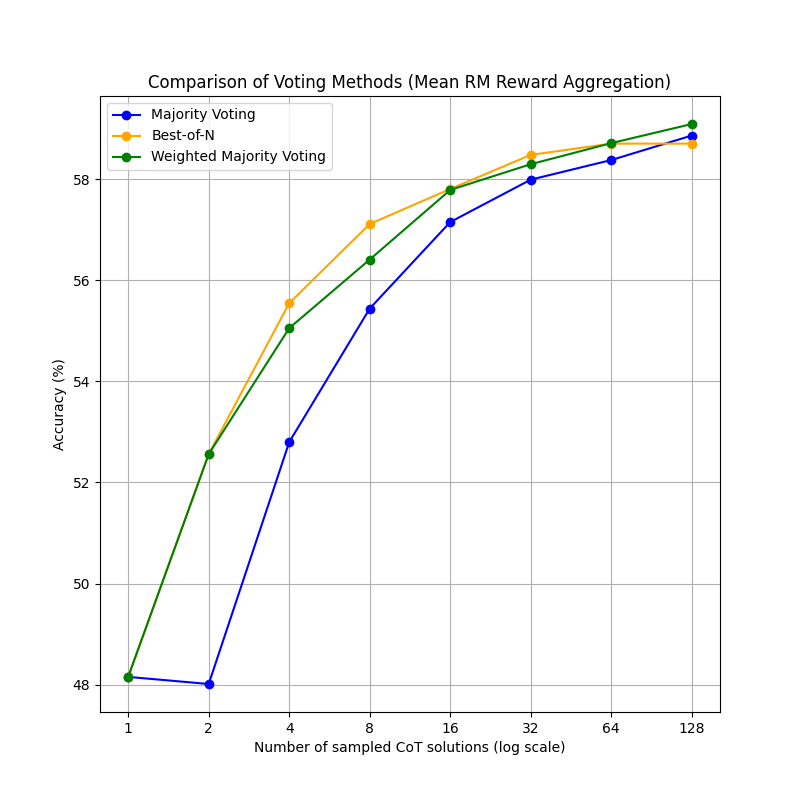 Comparison of Voting Methods (Mean RM Reward Aggregation)
Majority Voting
Best-of-N
Weighted Majority Voting
Accuracy (%)
58
56
54
52
50
48
1 2 4 8 16 32 64 128
Number of sampled CoT solutions (log scale)